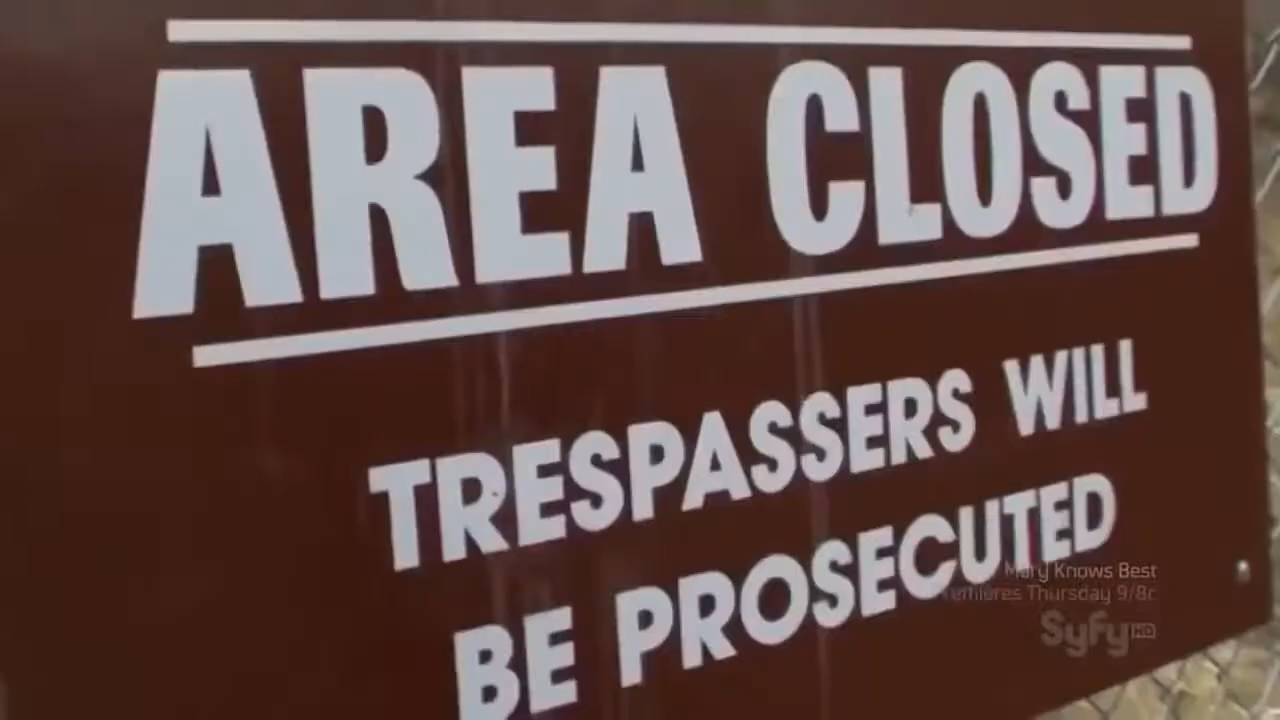 AREA CLOSED
TRESPASSERS WILL
BE PROSECUTED
Mary Knows Best
Premieres Thursday 9/8c
Syfy HD